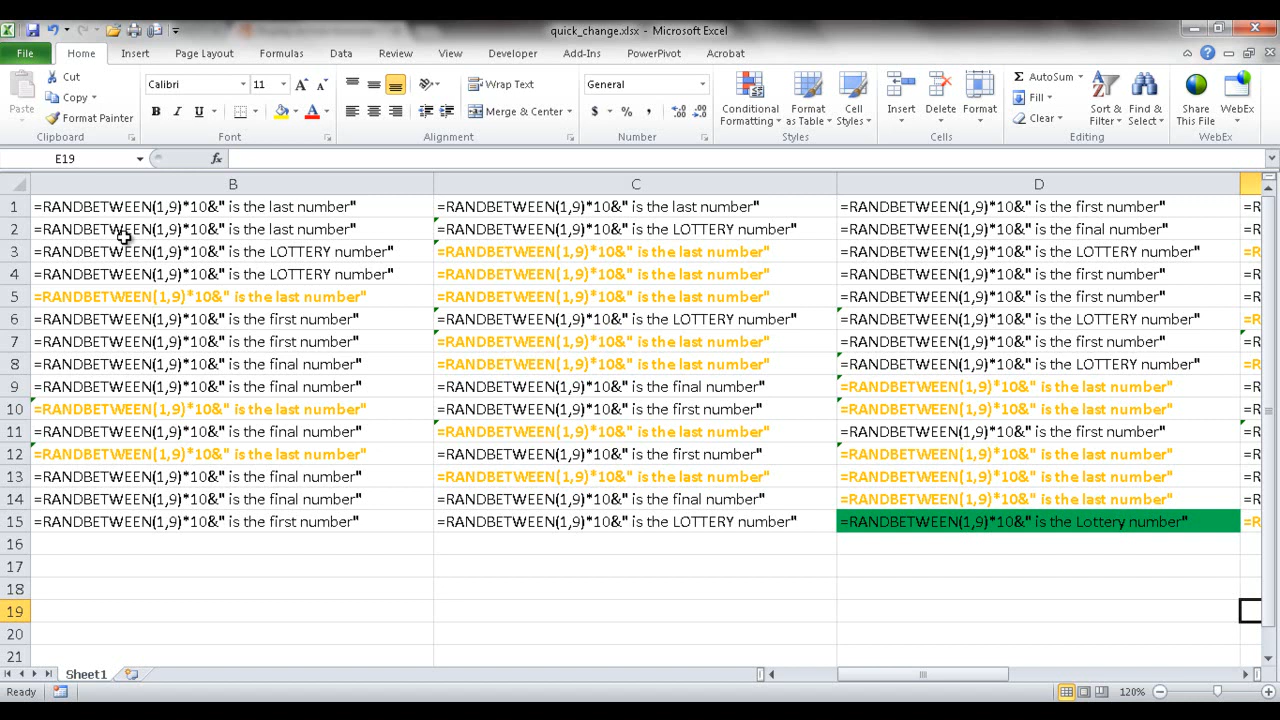 quick_change.xlsx - Microsoft Excel
File Home Insert Page Layout Formulas Data Review View Developer Add-Ins PowerPivot Acrobat
Paste
Cut
Copy
Format Painter
Clipboard
Calibri 11
B I U
Font
Wrap Text
Merge & Center
Alignment
General
$ % ,
Number
Conditional Formatting
Format as Table
Cell Styles
Styles
Insert
Delete
Format
Cells
AutoSum
Fill
Clear
Sort & Filter
Find & Select
Editing
Share This File
WebEx
WebEx
E19 fx
B C D
1 =RANDBETWEEN(1,9)*10&" is the last number" =RANDBETWEEN(1,9)*10&" is the last number" =RANDBETWEEN(1,9)*10&" is the first number" =R
2 =RANDBETWEEN(1,9)*10&" is the last number" =RANDBETWEEN(1,9)*10&" is the LOTTERY number" =RANDBETWEEN(1,9)*10&" is the final number" =R
3 =RANDBETWEEN(1,9)*10&" is the LOTTERY number" =RANDBETWEEN(1,9)*10&" is the last number" =RANDBETWEEN(1,9)*10&" is the LOTTERY number" =R
4 =RANDBETWEEN(1,9)*10&" is the LOTTERY number" =RANDBETWEEN(1,9)*10&" is the last number" =RANDBETWEEN(1,9)*10&" is the first number" =R
5 =RANDBETWEEN(1,9)*10&" is the last number" =RANDBETWEEN(1,9)*10&" is the last number" =RANDBETWEEN(1,9)*10&" is the first number" =R
6 =RANDBETWEEN(1,9)*10&" is the first number" =RANDBETWEEN(1,9)*10&" is the LOTTERY number" =RANDBETWEEN(1,9)*10&" is the LOTTERY number" =R
7 =RANDBETWEEN(1,9)*10&" is the first number" =RANDBETWEEN(1,9)*10&" is the last number" =RANDBETWEEN(1,9)*10&" is the first number" =R
8 =RANDBETWEEN(1,9)*10&" is the final number" =RANDBETWEEN(1,9)*10&" is the last number" =RANDBETWEEN(1,9)*10&" is the LOTTERY number" =R
9 =RANDBETWEEN(1,9)*10&" is the final number" =RANDBETWEEN(1,9)*10&" is the final number" =RANDBETWEEN(1,9)*10&" is the last number" =R
10 =RANDBETWEEN(1,9)*10&" is the last number" =RANDBETWEEN(1,9)*10&" is the first number" =RANDBETWEEN(1,9)*10&" is the last number" =R
11 =RANDBETWEEN(1,9)*10&" is the final number" =RANDBETWEEN(1,9)*10&" is the last number" =RANDBETWEEN(1,9)*10&" is the first number" =R
12 =RANDBETWEEN(1,9)*10&" is the last number" =RANDBETWEEN(1,9)*10&" is the first number" =RANDBETWEEN(1,9)*10&" is the last number" =R
13 =RANDBETWEEN(1,9)*10&" is the final number" =RANDBETWEEN(1,9)*10&" is the last number" =RANDBETWEEN(1,9)*10&" is the last number" =R
14 =RANDBETWEEN(1,9)*10&" is the final number" =RANDBETWEEN(1,9)*10&" is the final number" =RANDBETWEEN(1,9)*10&" is the last number" =R
15 =RANDBETWEEN(1,9)*10&" is the first number" =RANDBETWEEN(1,9)*10&" is the LOTTERY number" =RANDBETWEEN(1,9)*10&" is the Lottery number" =R
16
17
18
19
20
21
Sheet1
Ready 120%